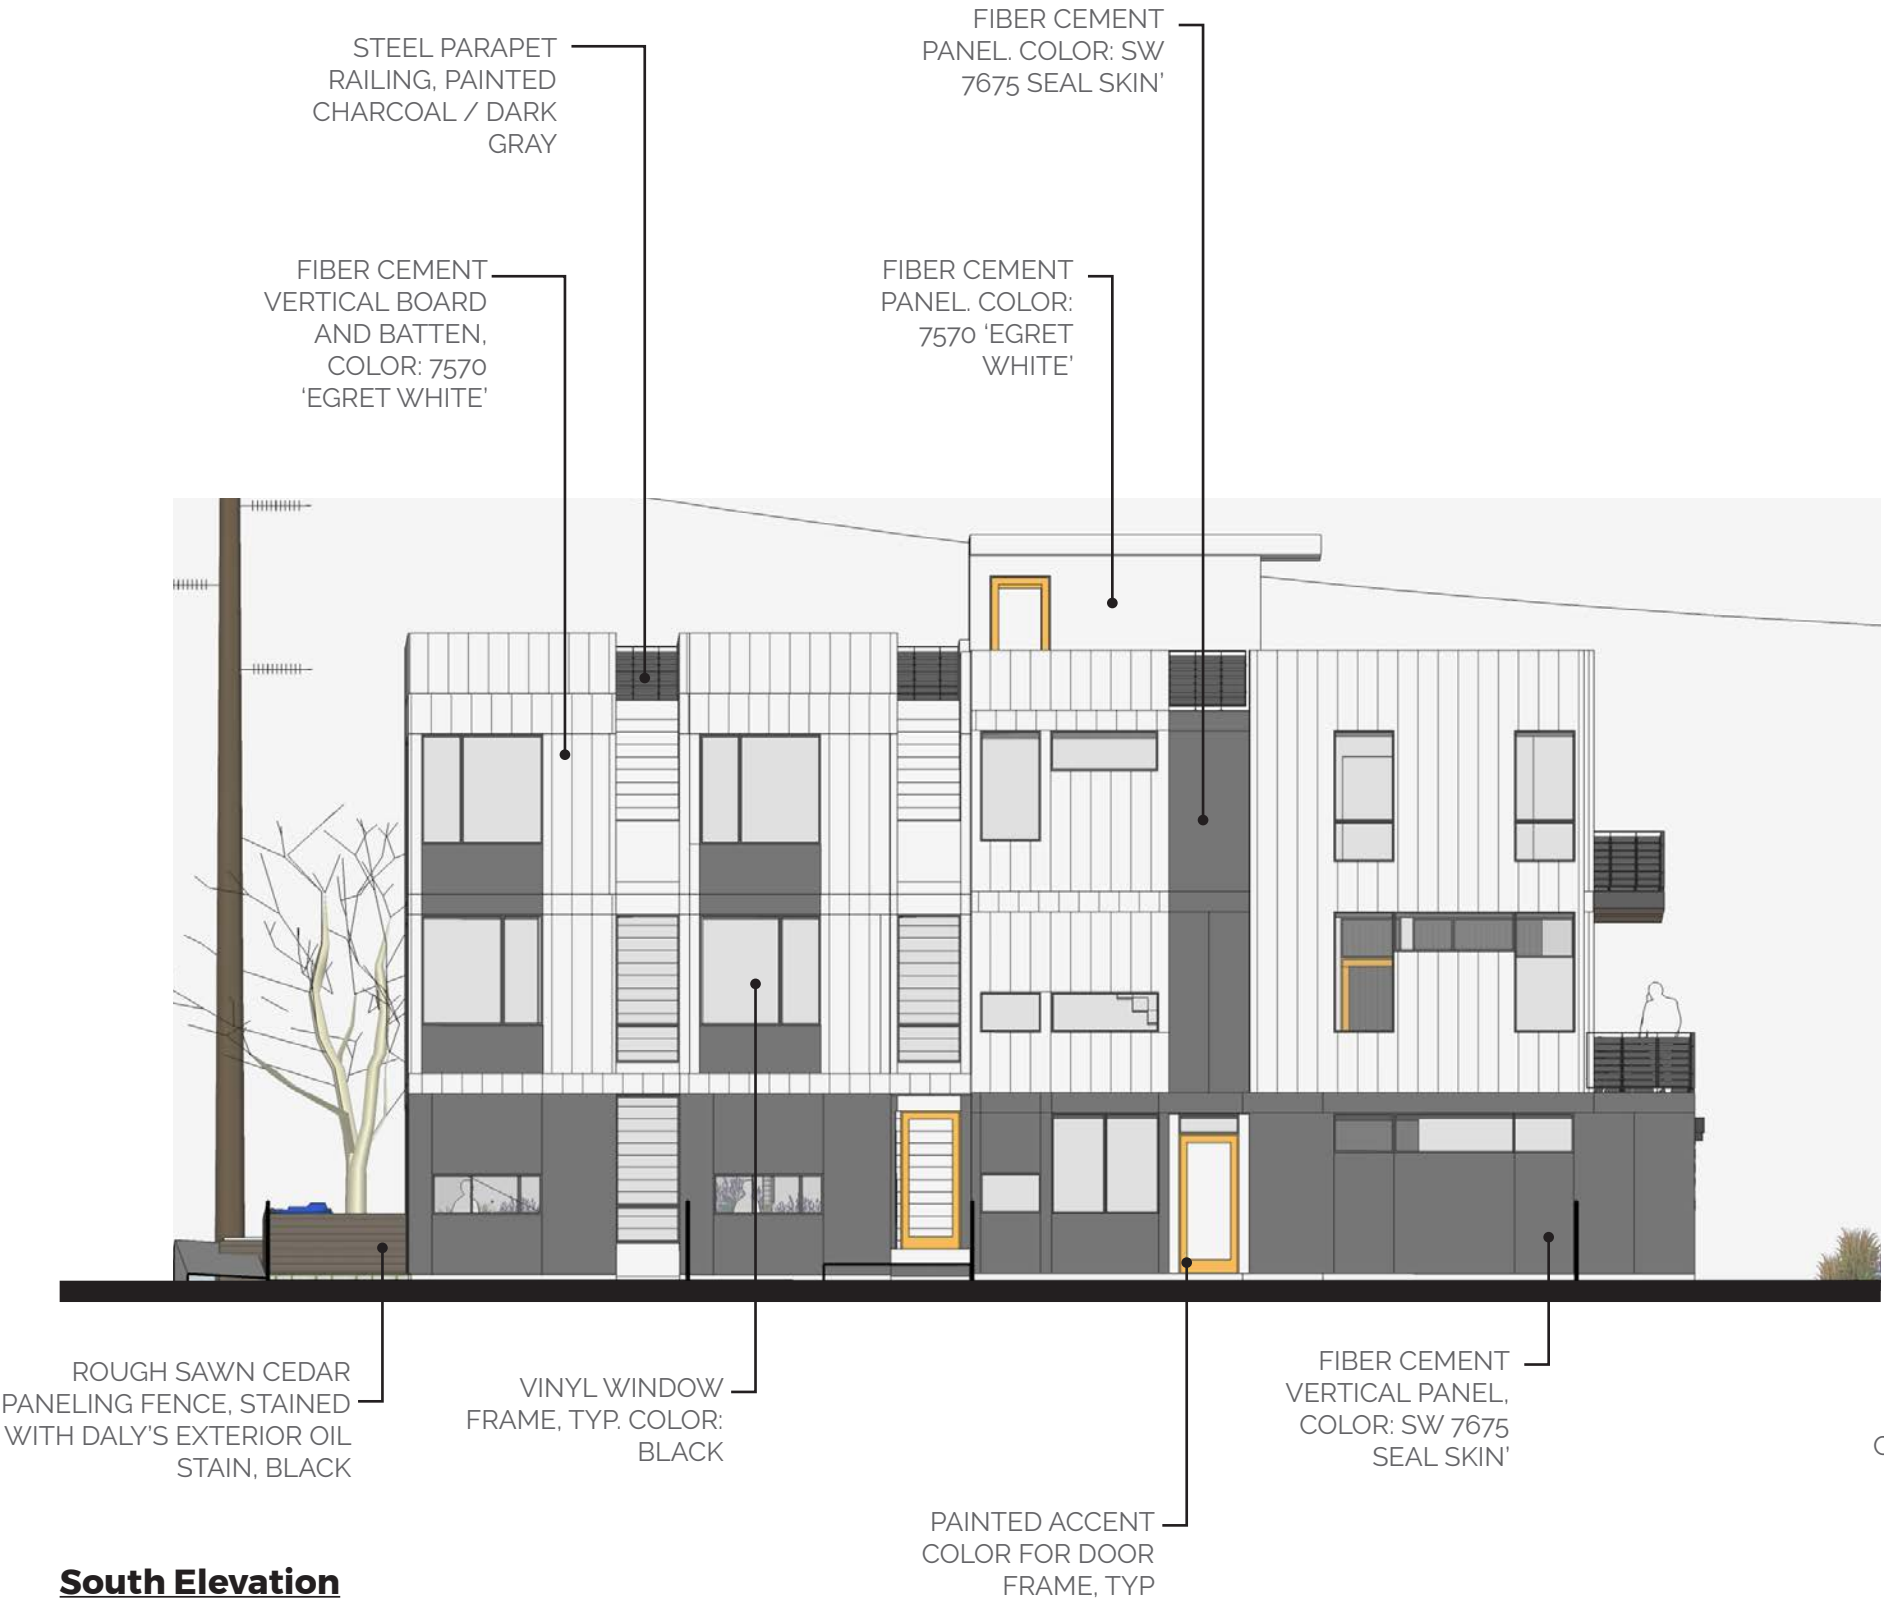 STEEL PARAPET
RAILING, PAINTED
CHARCOAL / DARK
GRAY
FIBER CEMENT
PANEL. COLOR: SW
7675 SEAL SKIN’
FIBER CEMENT
VERTICAL BOARD
AND BATTEN,
COLOR: 7570
‘EGRET WHITE’
FIBER CEMENT
PANEL. COLOR:
7570 ‘EGRET
WHITE’
ROUGH SAWN CEDAR
PANELING FENCE, STAINED
WITH DALY’S EXTERIOR OIL
STAIN, BLACK
VINYL WINDOW
FRAME, TYP. COLOR:
BLACK
PAINTED ACCENT
COLOR FOR DOOR
FRAME, TYP
FIBER CEMENT
VERTICAL PANEL,
COLOR: SW 7675
SEAL SKIN’
South Elevation